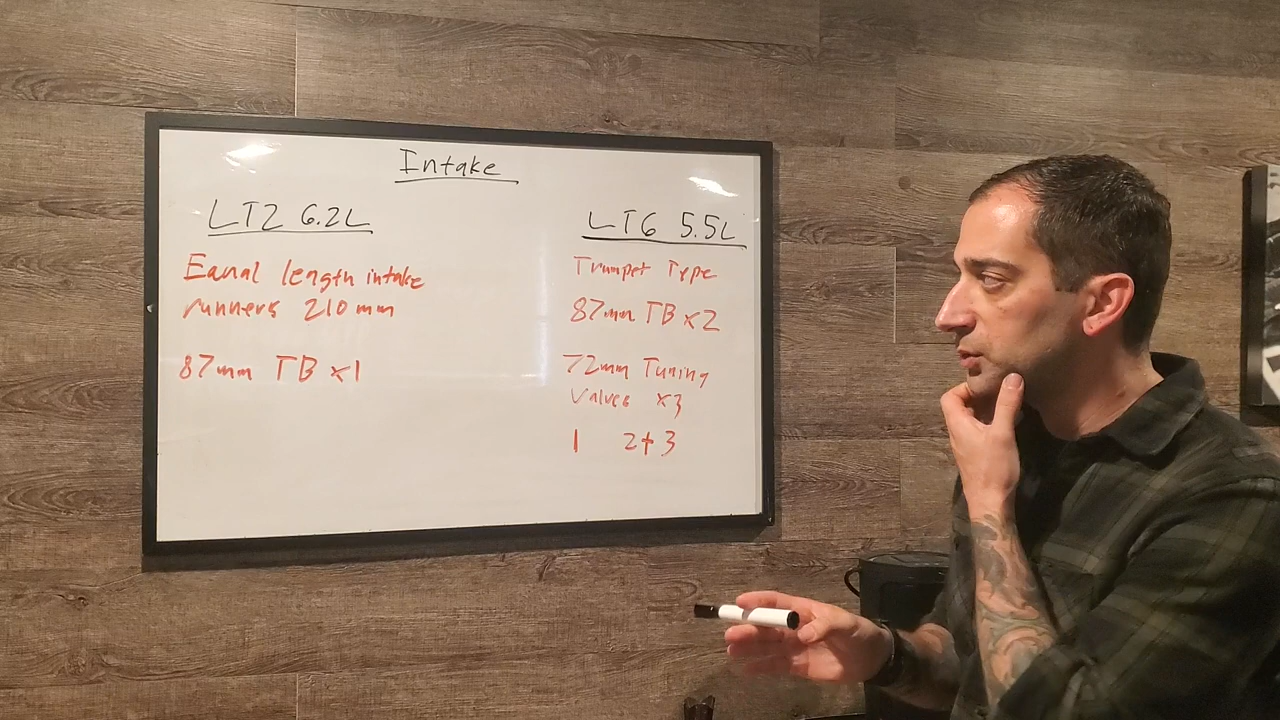 Intake
LT2 6.2L
Equal length intake
runners 210mm
87mm TB x1
LT6 5.5L
Trumpet Type
87mm TB x2
72mm Tuning
Valves x3
1 2+3